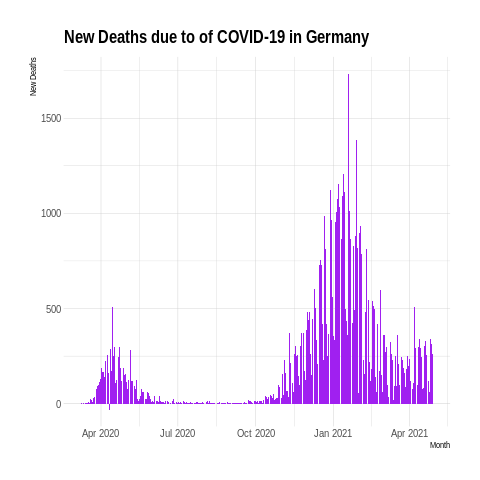 New Deaths due to of COVID-19 in Germany
New Deaths
1500
1000
500
0
Apr 2020 Jul 2020 Oct 2020 Jan 2021 Apr 2021
Month